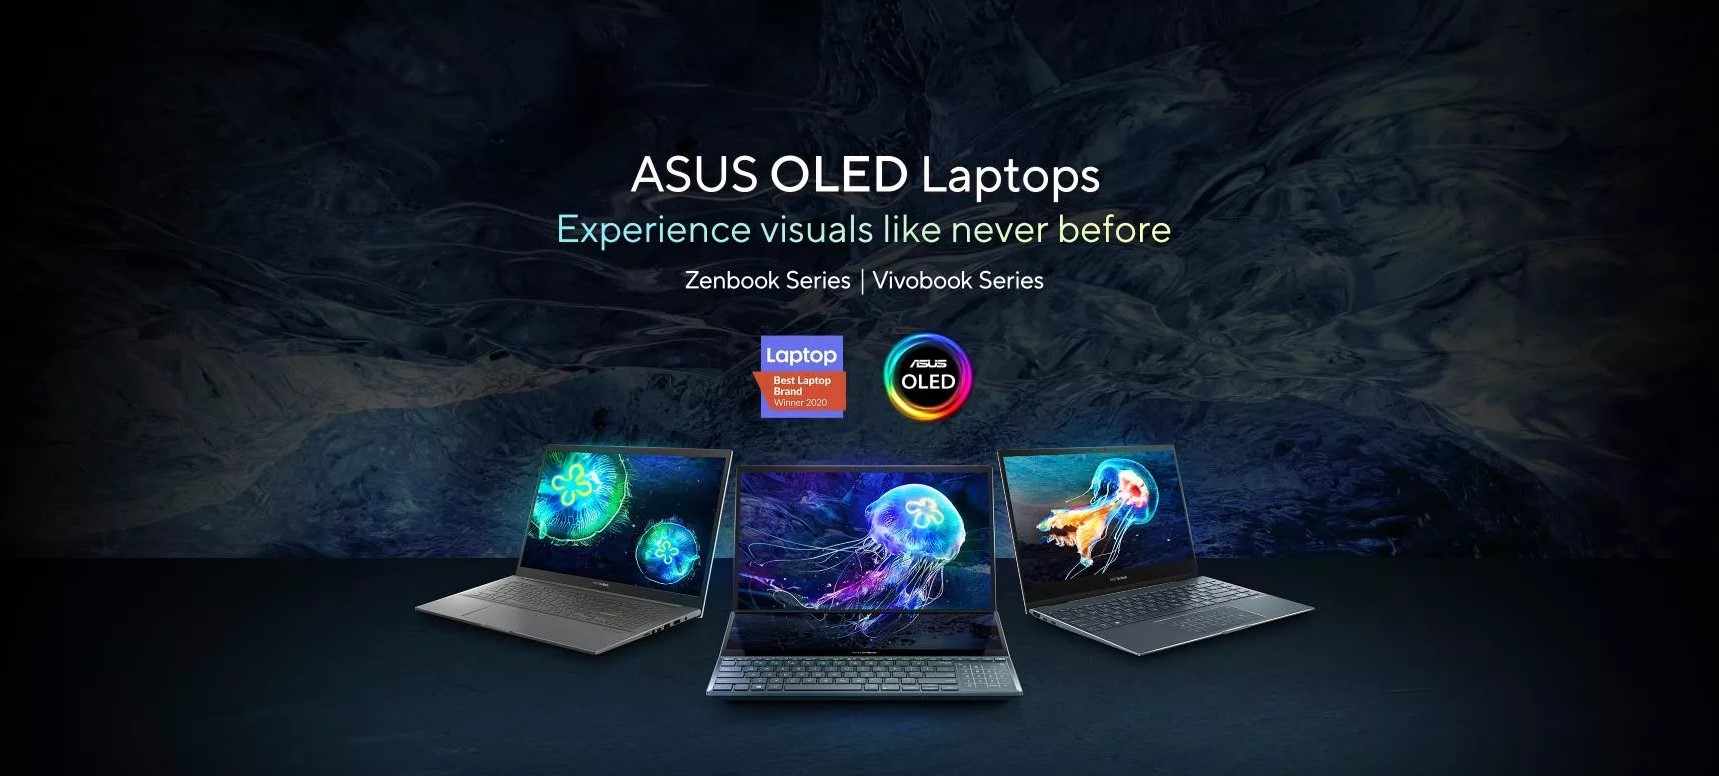 ASUS OLED Laptops
Experience visuals like never before
Zenbook Series | Vivobook Series
Laptop
Best Laptop
Brand
Winner 2020
ASUS
OLED